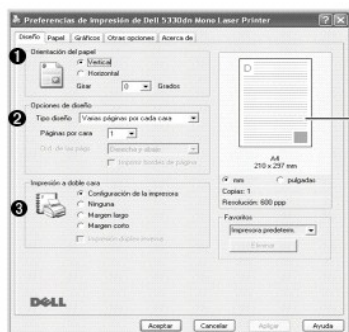 Preferencias de impresión de Dell 5330dn Mono Laser Printer
Diseño Papel Gráficos Otras opciones Acerca de
1
Orientación del papel
Vertical
Horizontal
Girar 0 Grados
2
Opciones de diseño
Tipo diseño Varias páginas por cada cara
Páginas por cara 1
Ord. de las págs. Derecha y abajo
Imprimir bordes de página
3
Impresión a doble cara
Configuración de la impresora
Ninguna
Margen largo
Margen corto
Impresión dúplex inversa
A4
210 x 297 mm
mm pulgadas
Copias: 1
Resolución: 600 ppp
Favoritos
Impresora predeterm.
Eliminar
DELL
Aceptar Cancelar Aplicar Ayuda